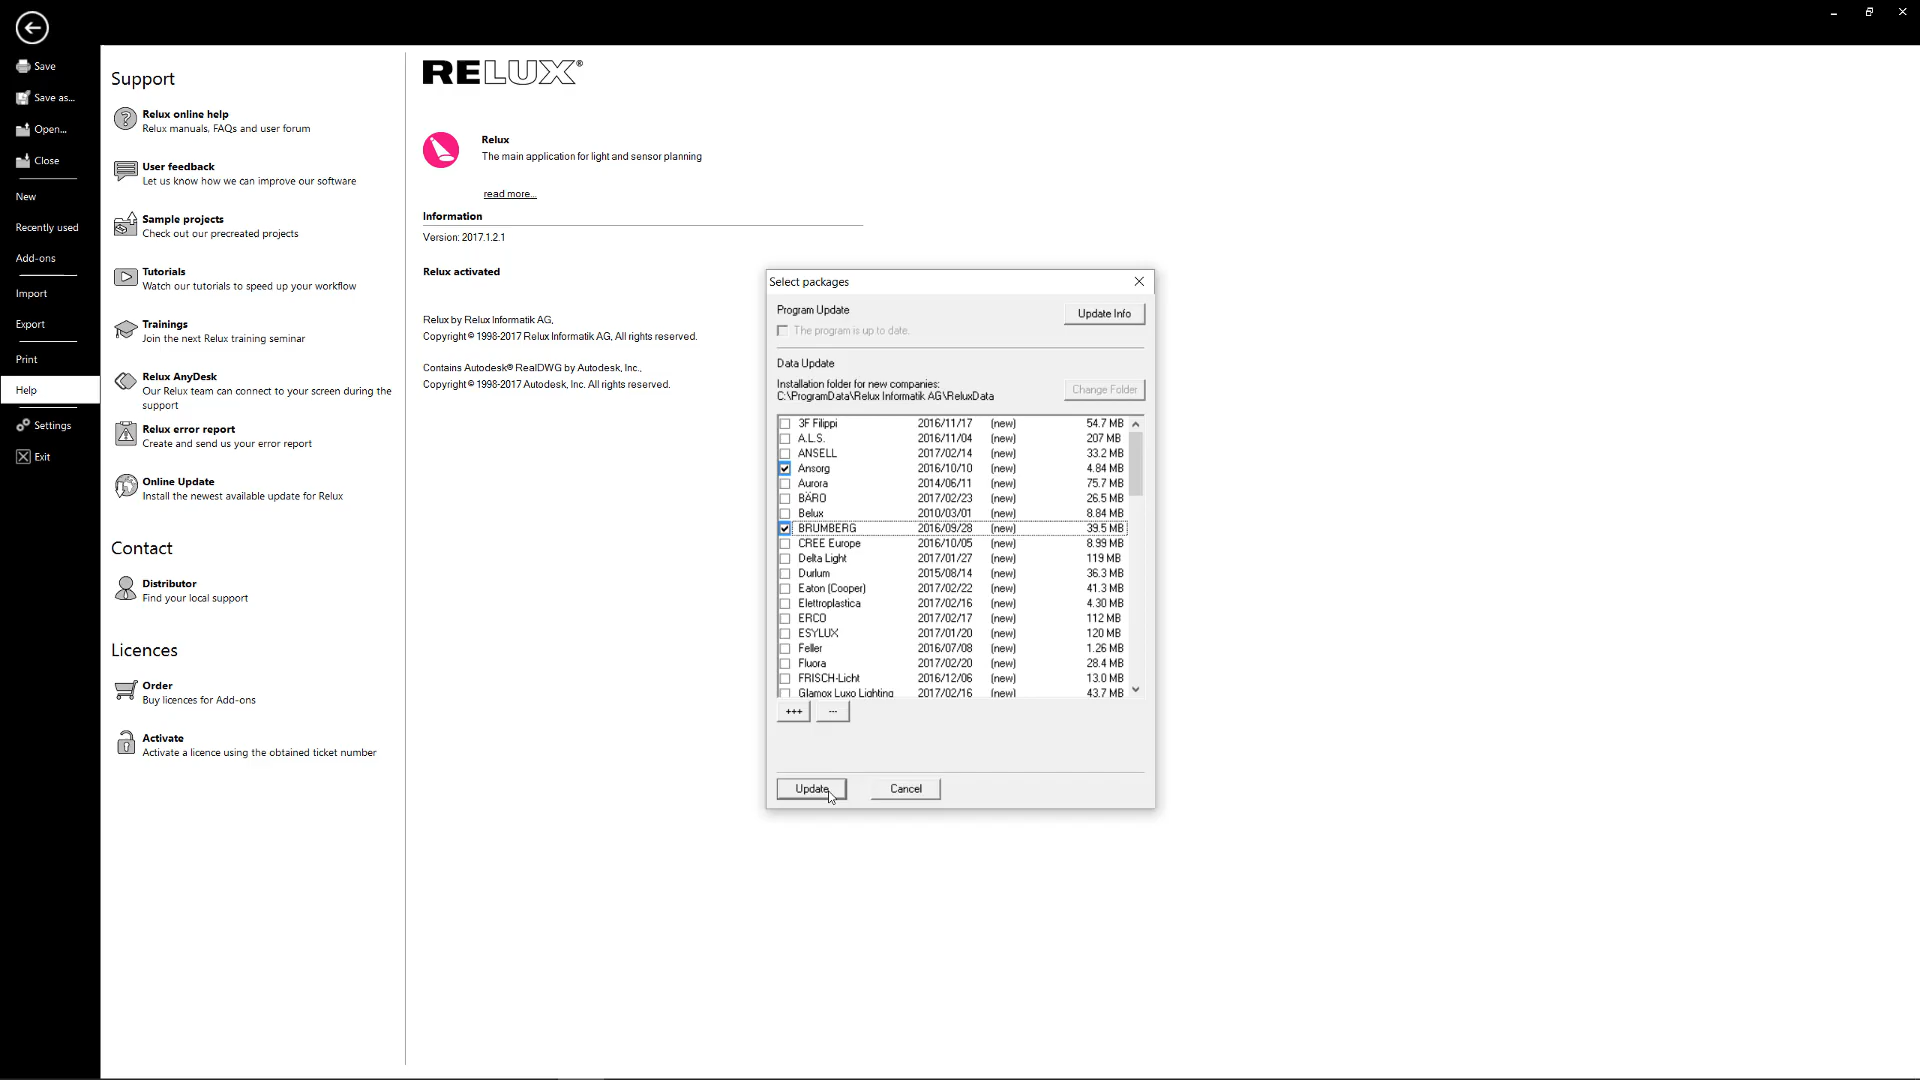 Save
Save as...
Open...
Close
New
Recently used
Add-ons
Import
Export
Print
Help
Settings
Exit
Support
Relux online help
Relux manuals, FAQs and user forum
User feedback
Let us know how we can improve our software
Sample projects
Check out our precreated projects
Tutorials
Watch our tutorials to speed up your workflow
Trainings
Join the next Relux training seminar
Relux AnyDesk
Our Relux team can connect to your screen during the
support
Relux error report
Create and send us your error report
Online Update
Install the newest available update for Relux
Contact
Distributor
Find your local support
Licences
Order
Buy licences for Add-ons
Activate
Activate a licence using the obtained ticket number
RELUX®
Relux
The main application for light and sensor planning
read more...
Information
Version: 2017.1.2.1
Relux activated
Relux by Relux Informatik AG,
Copyright © 1998-2017 Relux Informatik AG, All rights reserved.
Contains Autodesk® RealDWG by Autodesk, Inc.,
Copyright © 1998-2017 Autodesk, Inc. All rights reserved.
Select packages
Program Update
Update Info
The program is up to date.
Data Update
Installation folder for new companies:
C:\ProgramData\Relux Informatik AG\ReluxData
Change Folder
3F Filippi 2016/11/17 (new) 54.7 MB
A.L.S. 2016/11/04 (new) 207 MB
ANSELL 2017/02/14 (new) 33.2 MB
Ansorg 2016/10/10 (new) 4.84 MB
Aurora 2014/06/11 (new) 75.7 MB
BÄRO 2017/02/23 (new) 26.5 MB
Belux 2010/03/01 (new) 8.84 MB
BRUMBERG 2016/09/28 (new) 39.5 MB
CREE Europe 2016/10/05 (new) 8.99 MB
Delta Light 2017/01/27 (new) 119 MB
Durlum 2015/08/14 (new) 36.3 MB
Eaton (Cooper) 2017/02/22 (new) 41.3 MB
Elettroplastica 2017/02/16 (new) 4.30 MB
ERCO 2017/02/17 (new) 112 MB
ESYLUX 2017/01/20 (new) 120 MB
Feller 2016/07/08 (new) 1.26 MB
Fluora 2017/02/20 (new) 28.4 MB
FRISCH-Licht 2016/12/06 (new) 13.0 MB
Glamox Luxo Lighting 2017/02/16 (new) 43.7 MB
+++ ---
Update Cancel